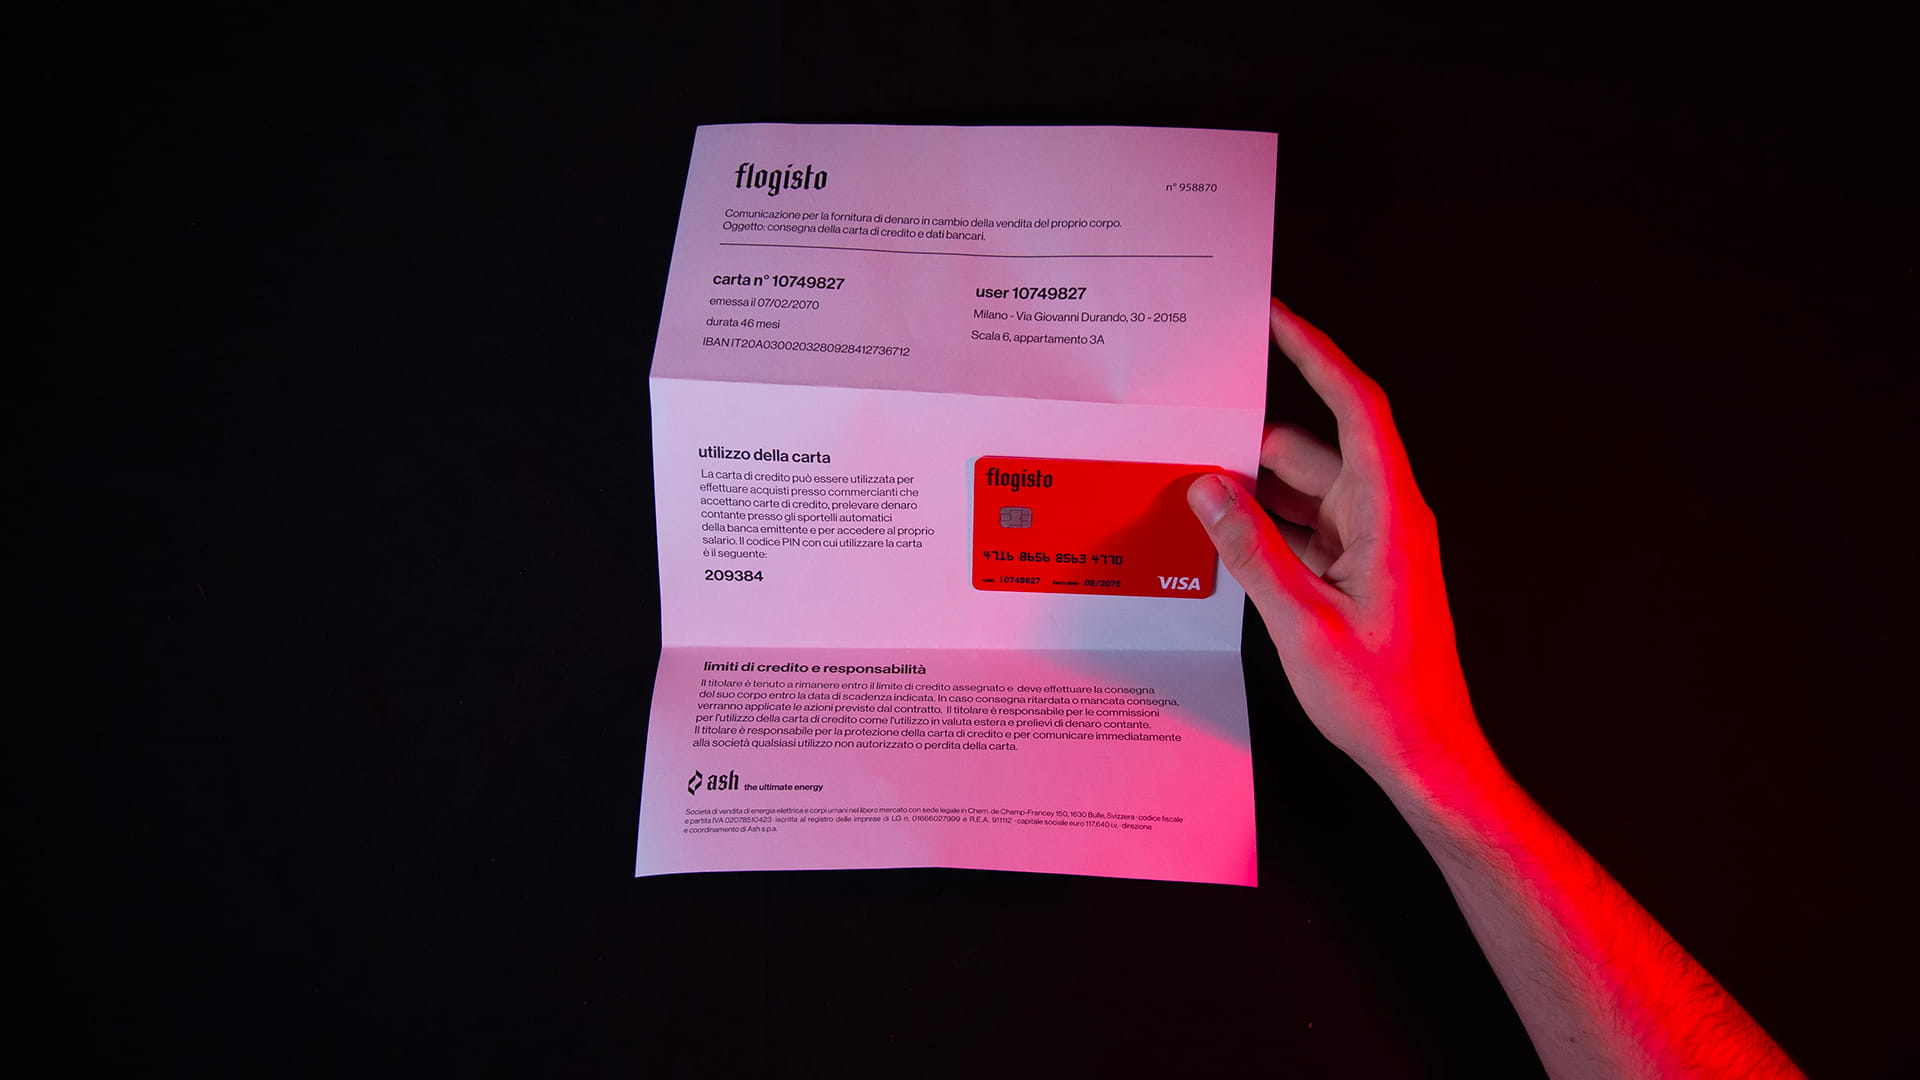 flogisto
n° 958870
Comunicazione per la fornitura di denaro in cambio della vendita del proprio corpo.
Oggetto: consegna della carta di credito e dati bancari.
carta n° 10749827
emessa il 07/02/2070
durata 46 mesi
IBAN IT20A0300203280928412736712
user 10749827
Milano - Via Giovanni Durando, 30 - 20158
Scala 6, appartamento 3A
utilizzo della carta
La carta di credito può essere utilizzata per
effettuare acquisti presso commercianti che
accettano carte di credito, prelevare denaro
contante presso gli sportelli automatici
della banca emittente e per accedere al proprio
salario. Il codice PIN con cui utilizzare la carta
è il seguente:
209384
flogisto
4716 8656 8563 4770
10749827 09/2075
VISA
limiti di credito e responsabilità
Il titolare è tenuto a rimanere entro il limite di credito assegnato e deve effettuare la consegna
del suo corpo entro la data di scadenza indicata. In caso consegna ritardata o mancata consegna,
verranno applicate le azioni previste dal contratto. Il titolare è responsabile per le commissioni
per l'utilizzo della carta di credito come l'utilizzo in valuta estera e prelievi di denaro contante.
Il titolare è responsabile per la protezione della carta di credito e per comunicare immediatamente
alla società qualsiasi utilizzo non autorizzato o perdita della carta.
ash the ultimate energy
Società di vendita di energia elettrica e corpi umani nel libero mercato con sede legale in Chem. de Champ-Francey 150, 1630 Bulle, Svizzera - codice fiscale
e partita IVA 02078510423 - iscritta al registro delle imprese di LG n. 01666027999 e R.E.A. 911112 - capitale sociale euro 117.640 i.v. - direzione
e coordinamento di Ash s.p.a.